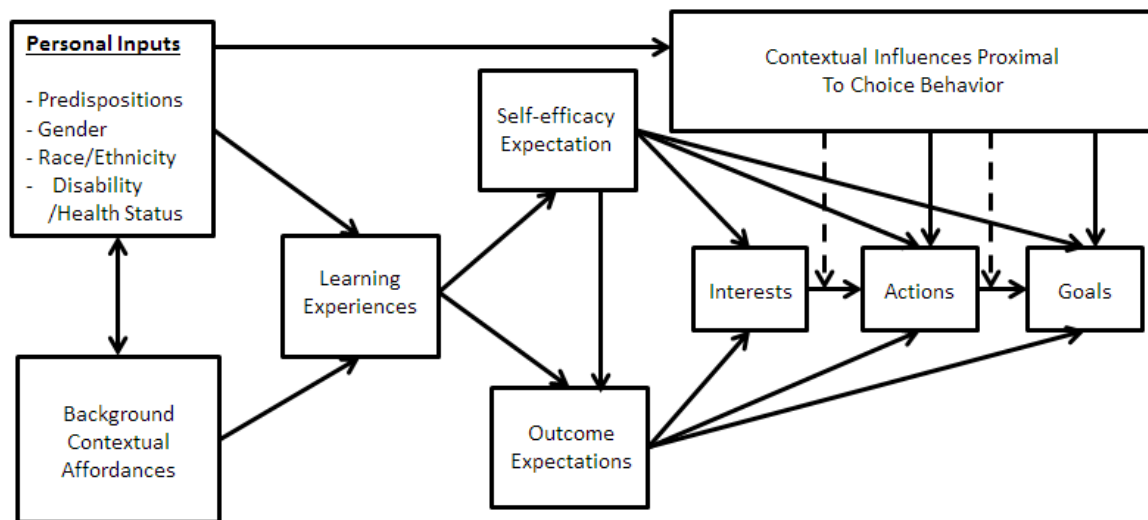 Personal Inputs
- Predispositions
- Gender
- Race/Ethnicity
- Disability
/Health Status
Contextual Influences Proximal
To Choice Behavior
Self-efficacy
Expectation
Learning
Experiences
Interests
Actions
Goals
Background
Contextual
Affordances
Outcome
Expectations